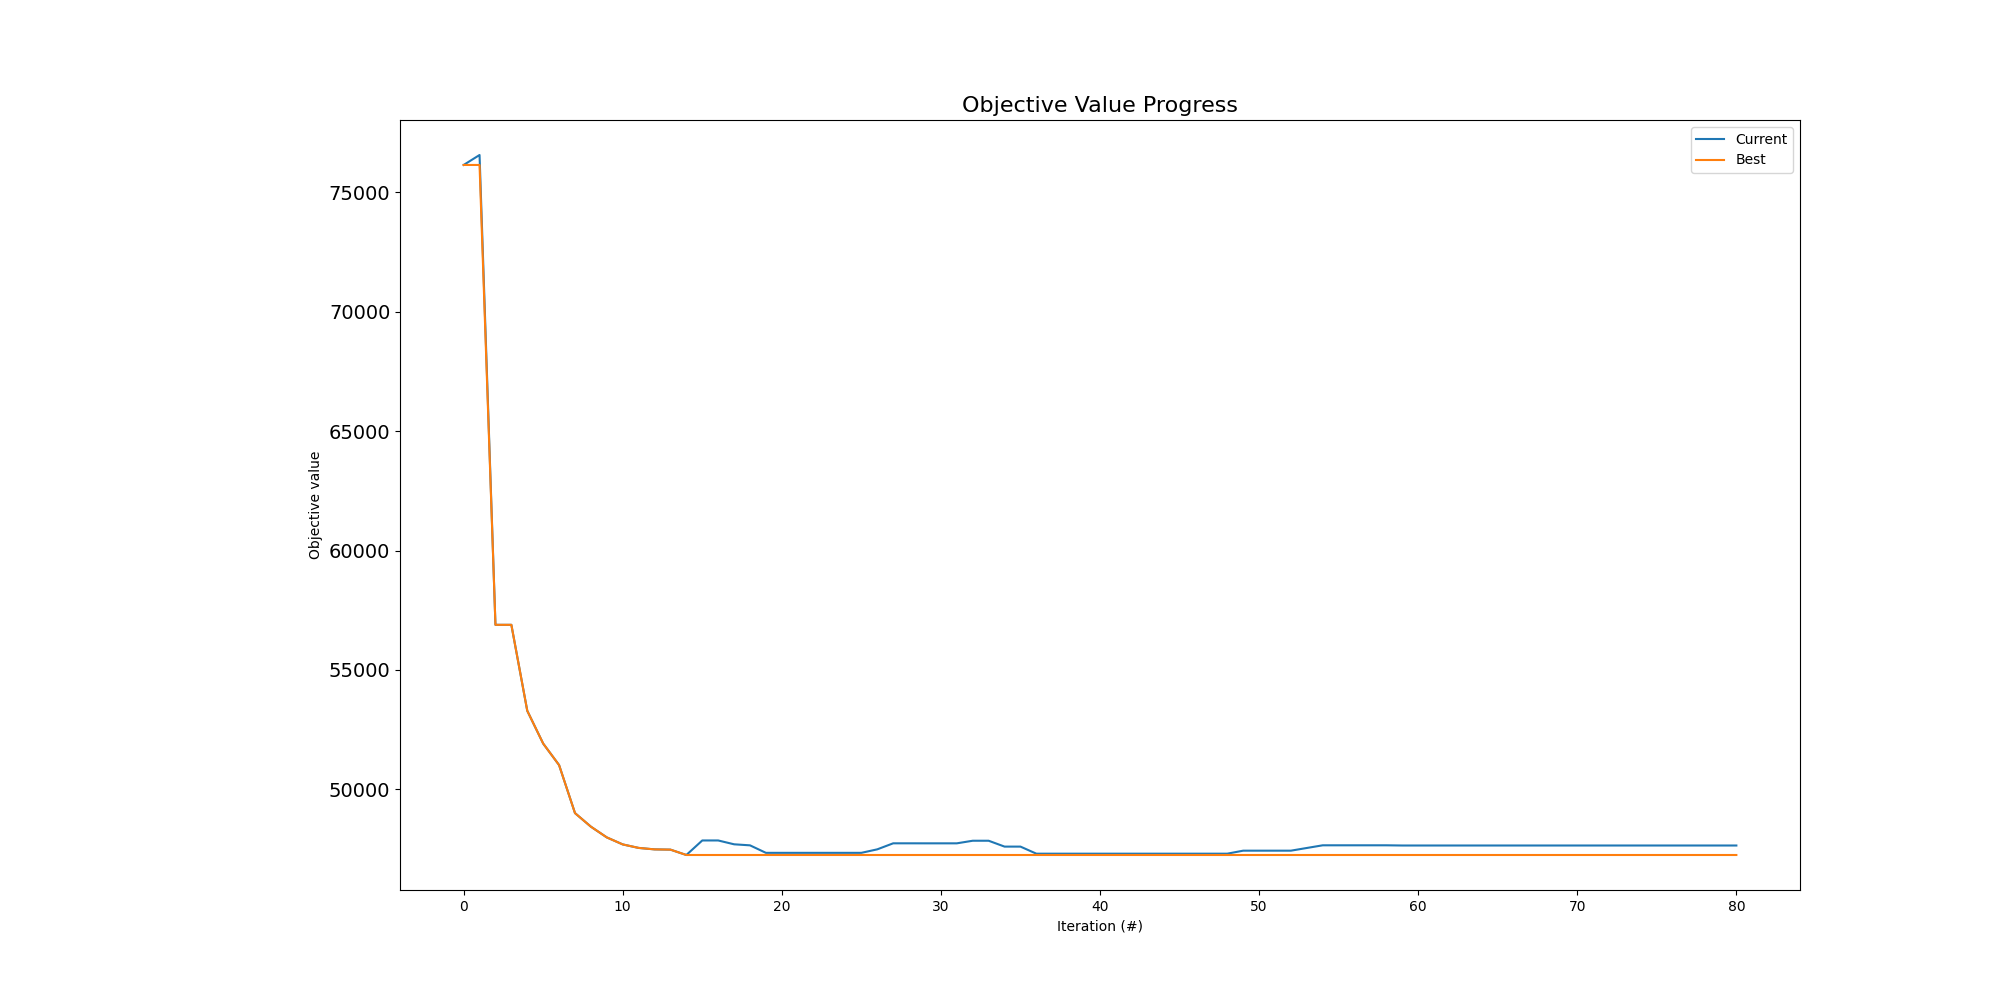 Objective Value Progress
Current
Best
75000
70000
65000
60000
55000
50000
Objective value
0 10 20 30 40 50 60 70 80
Iteration (#)